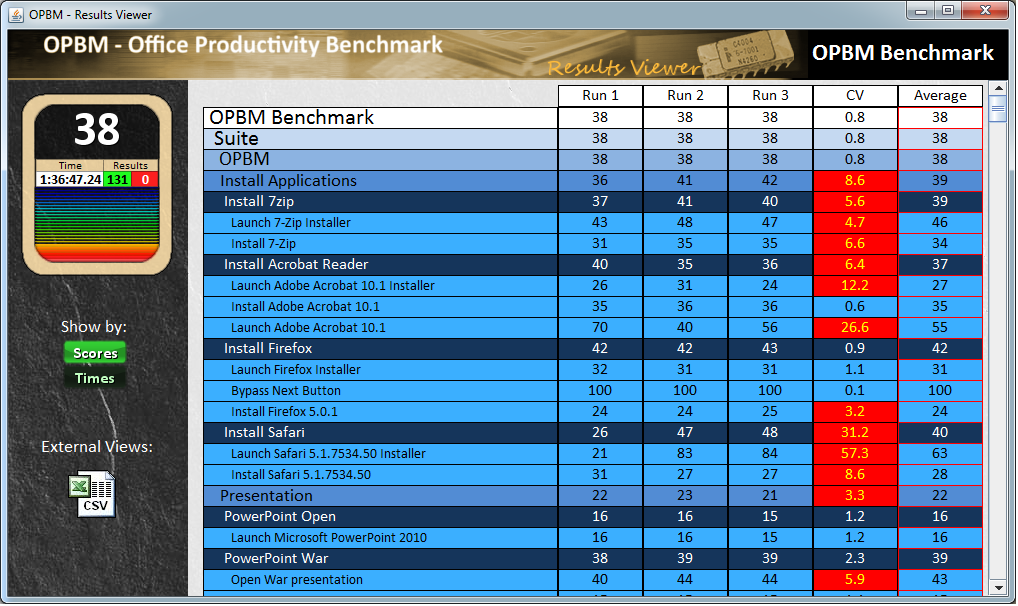 OPBM - Results Viewer
OPBM - Office Productivity Benchmark
Results Viewer
C4004
OPBM Benchmark
38
Time Results
1:36:47.24 131 0
Show by:
Scores
Times
External Views:
CSV
Run 1 Run 2 Run 3 CV Average
OPBM Benchmark 38 38 38 0.8 38
Suite 38 38 38 0.8 38
OPBM 38 38 38 0.8 38
Install Applications 36 41 42 8.6 39
Install 7zip 37 41 40 5.6 39
Launch 7-Zip Installer 43 48 47 4.7 46
Install 7-Zip 31 35 35 6.6 34
Install Acrobat Reader 40 35 36 6.4 37
Launch Adobe Acrobat 10.1 Installer 26 31 24 12.2 27
Install Adobe Acrobat 10.1 35 36 36 0.6 35
Launch Adobe Acrobat 10.1 70 40 56 26.6 55
Install Firefox 42 42 43 0.9 42
Launch Firefox Installer 32 31 31 1.1 31
Bypass Next Button 100 100 100 0.1 100
Install Firefox 5.0.1 24 24 25 3.2 24
Install Safari 26 47 48 31.2 40
Launch Safari 5.1.7534.50 Installer 21 83 84 57.3 63
Install Safari 5.1.7534.50 31 27 27 8.6 28
Presentation 22 23 21 3.3 22
PowerPoint Open 16 16 15 1.2 16
Launch Microsoft PowerPoint 2010 16 16 15 1.2 16
PowerPoint War 38 39 39 2.3 39
Open War presentation 40 44 44 5.9 43